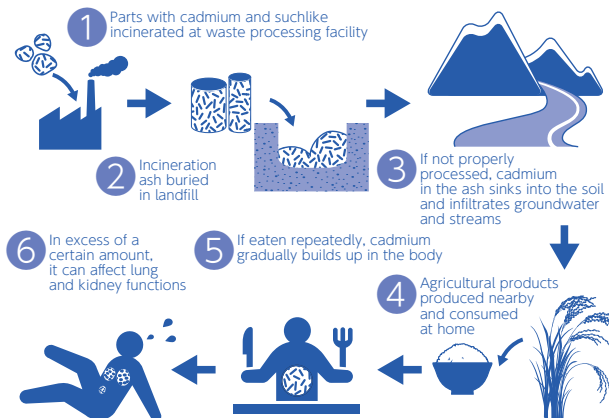 1 Parts with cadmium and suchlike
incinerated at waste processing facility
2 Incineration
ash buried
in landfill
3 If not properly
processed, cadmium
in the ash sinks into the soil
and infiltrates groundwater
and streams
4 Agricultural products
produced nearby
and consumed
at home
5 If eaten repeatedly, cadmium
gradually builds up in the body
6 In excess of a
certain amount,
it can affect lung
and kidney functions